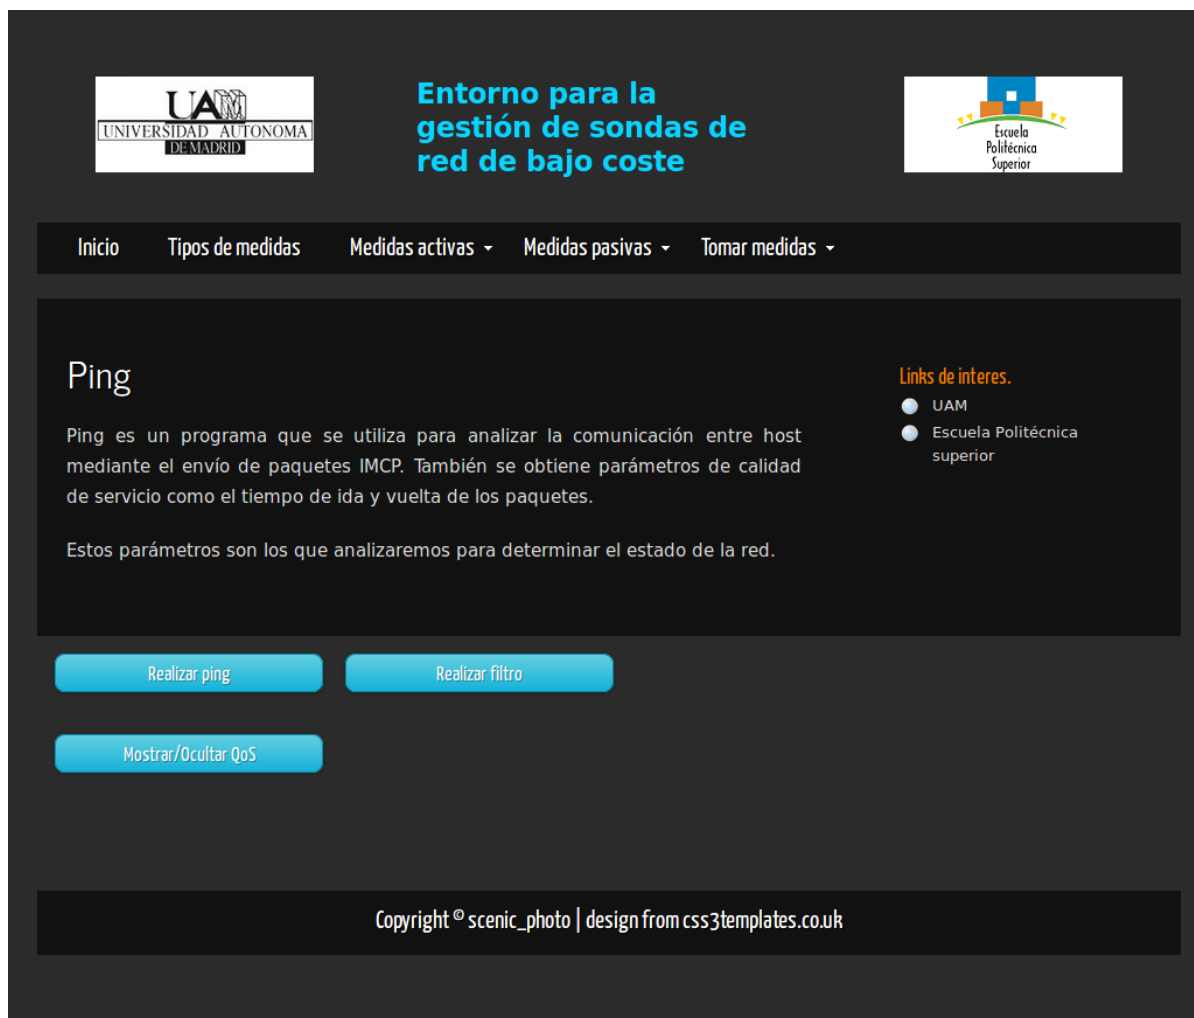 UAM
UNIVERSIDAD AUTONOMA
DE MADRID
Entorno para la
gestión de sondas de
red de bajo coste
Escuela
Politécnica
Superior
Inicio Tipos de medidas Medidas activas Medidas pasivas Tomar medidas
Ping
Ping es un programa que se utiliza para analizar la comunicación entre host
mediante el envío de paquetes IMCP. También se obtiene parámetros de calidad
de servicio como el tiempo de ida y vuelta de los paquetes.
Estos parámetros son los que analizaremos para determinar el estado de la red.
Links de interes.
UAM
Escuela Politécnica
superior
Realizar ping Realizar filtro
Mostrar/Ocultar QoS
Copyright © scenic_photo | design from css3templates.co.uk